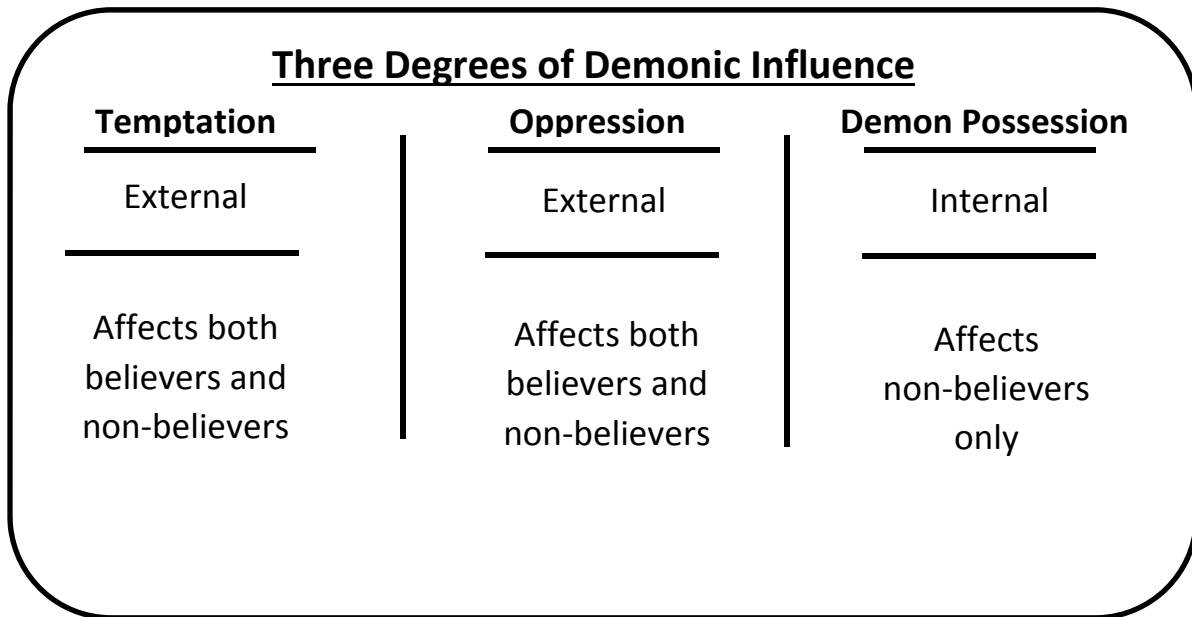 Three Degrees of Demonic Influence
Temptation
External
Affects both
believers and
non-believers
Oppression
External
Affects both
believers and
non-believers
Demon Possession
Internal
Affects
non-believers
only